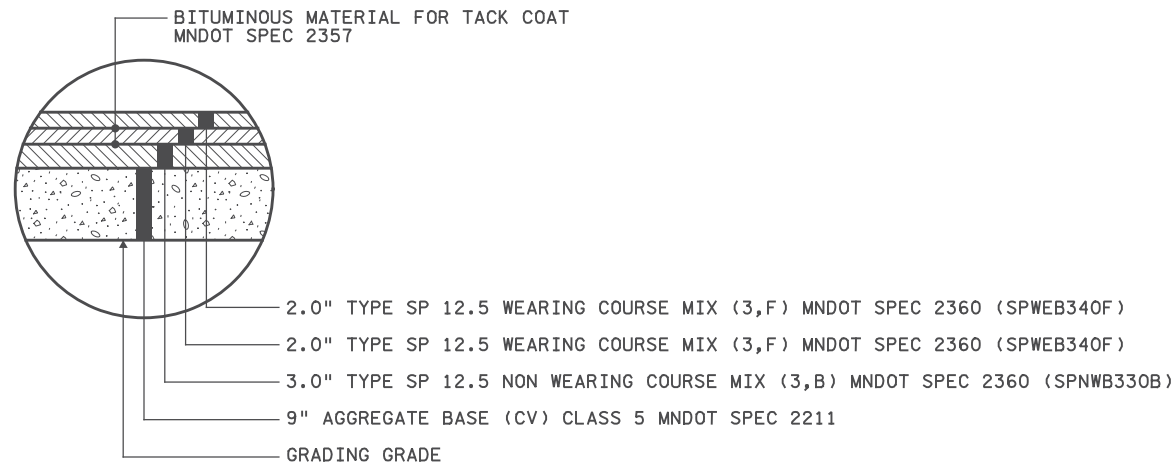 BITUMINOUS MATERIAL FOR TACK COAT
MNDOT SPEC 2357
2.0" TYPE SP 12.5 WEARING COURSE MIX (3,F) MNDOT SPEC 2360 (SPWEB340F)
2.0" TYPE SP 12.5 WEARING COURSE MIX (3,F) MNDOT SPEC 2360 (SPWEB340F)
3.0" TYPE SP 12.5 NON WEARING COURSE MIX (3,B) MNDOT SPEC 2360 (SPNWB330B)
9" AGGREGATE BASE (CV) CLASS 5 MNDOT SPEC 2211
GRADING GRADE